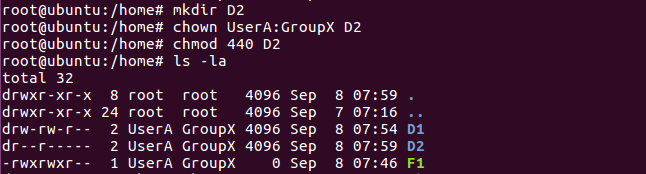 root@ubuntu:/home# mkdir D2
root@ubuntu:/home# chown UserA:GroupX D2
root@ubuntu:/home# chmod 440 D2
root@ubuntu:/home# ls -la
total 32
drwxr-xr-x  8 root  root   4096 Sep  8 07:59 .
drwxr-xr-x 24 root  root   4096 Sep  7 07:16 ..
drw-rw-r--  2 UserA GroupX 4096 Sep  8 07:54 D1
dr--r-----  2 UserA GroupX 4096 Sep  8 07:59 D2
-rwxrwxr--  1 UserA GroupX    0 Sep  8 07:46 F1